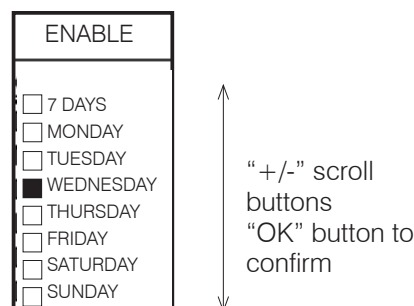 ENABLE
7 DAYS
MONDAY
TUESDAY
WEDNESDAY
THURSDAY
FRIDAY
SATURDAY
SUNDAY
“+/-” scroll
buttons
“OK” button to
confirm